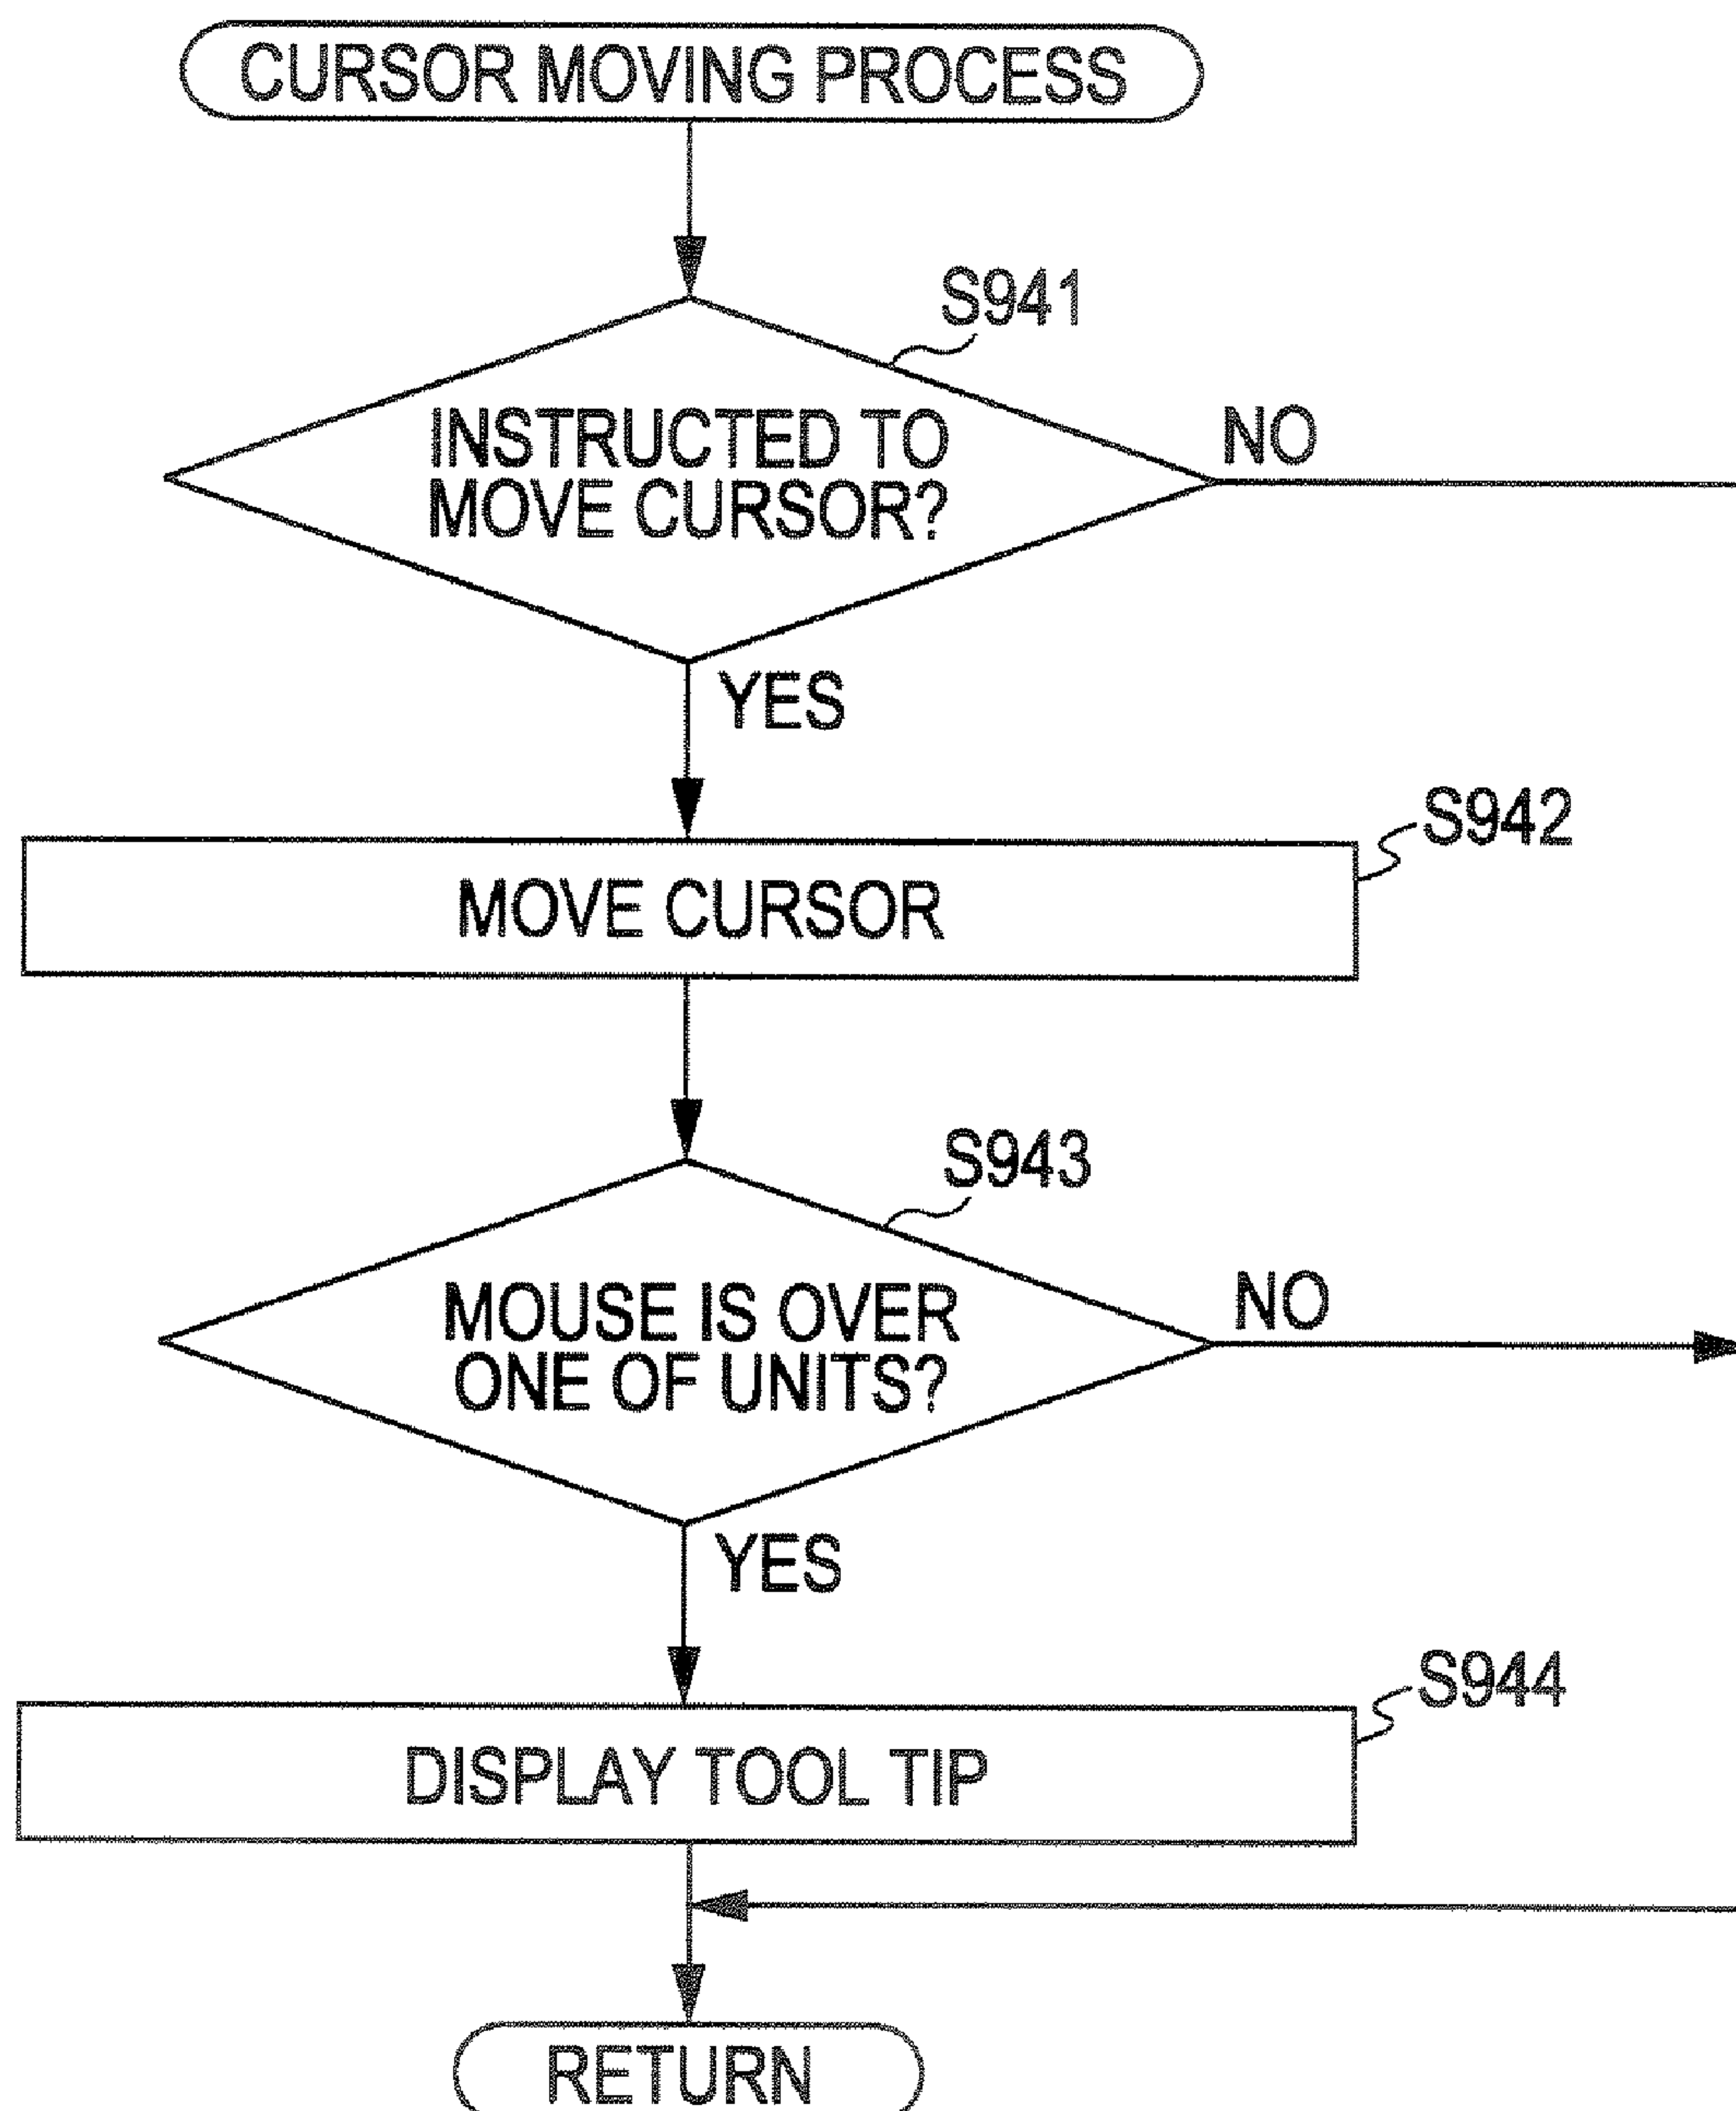 CURSOR MOVING PROCESS
S941
INSTRUCTED TO
MOVE CURSOR?
NO
YES
S942
MOVE CURSOR
S943
MOUSE IS OVER
ONE OF UNITS?
NO
YES
S944
DISPLAY TOOL TIP
RETURN